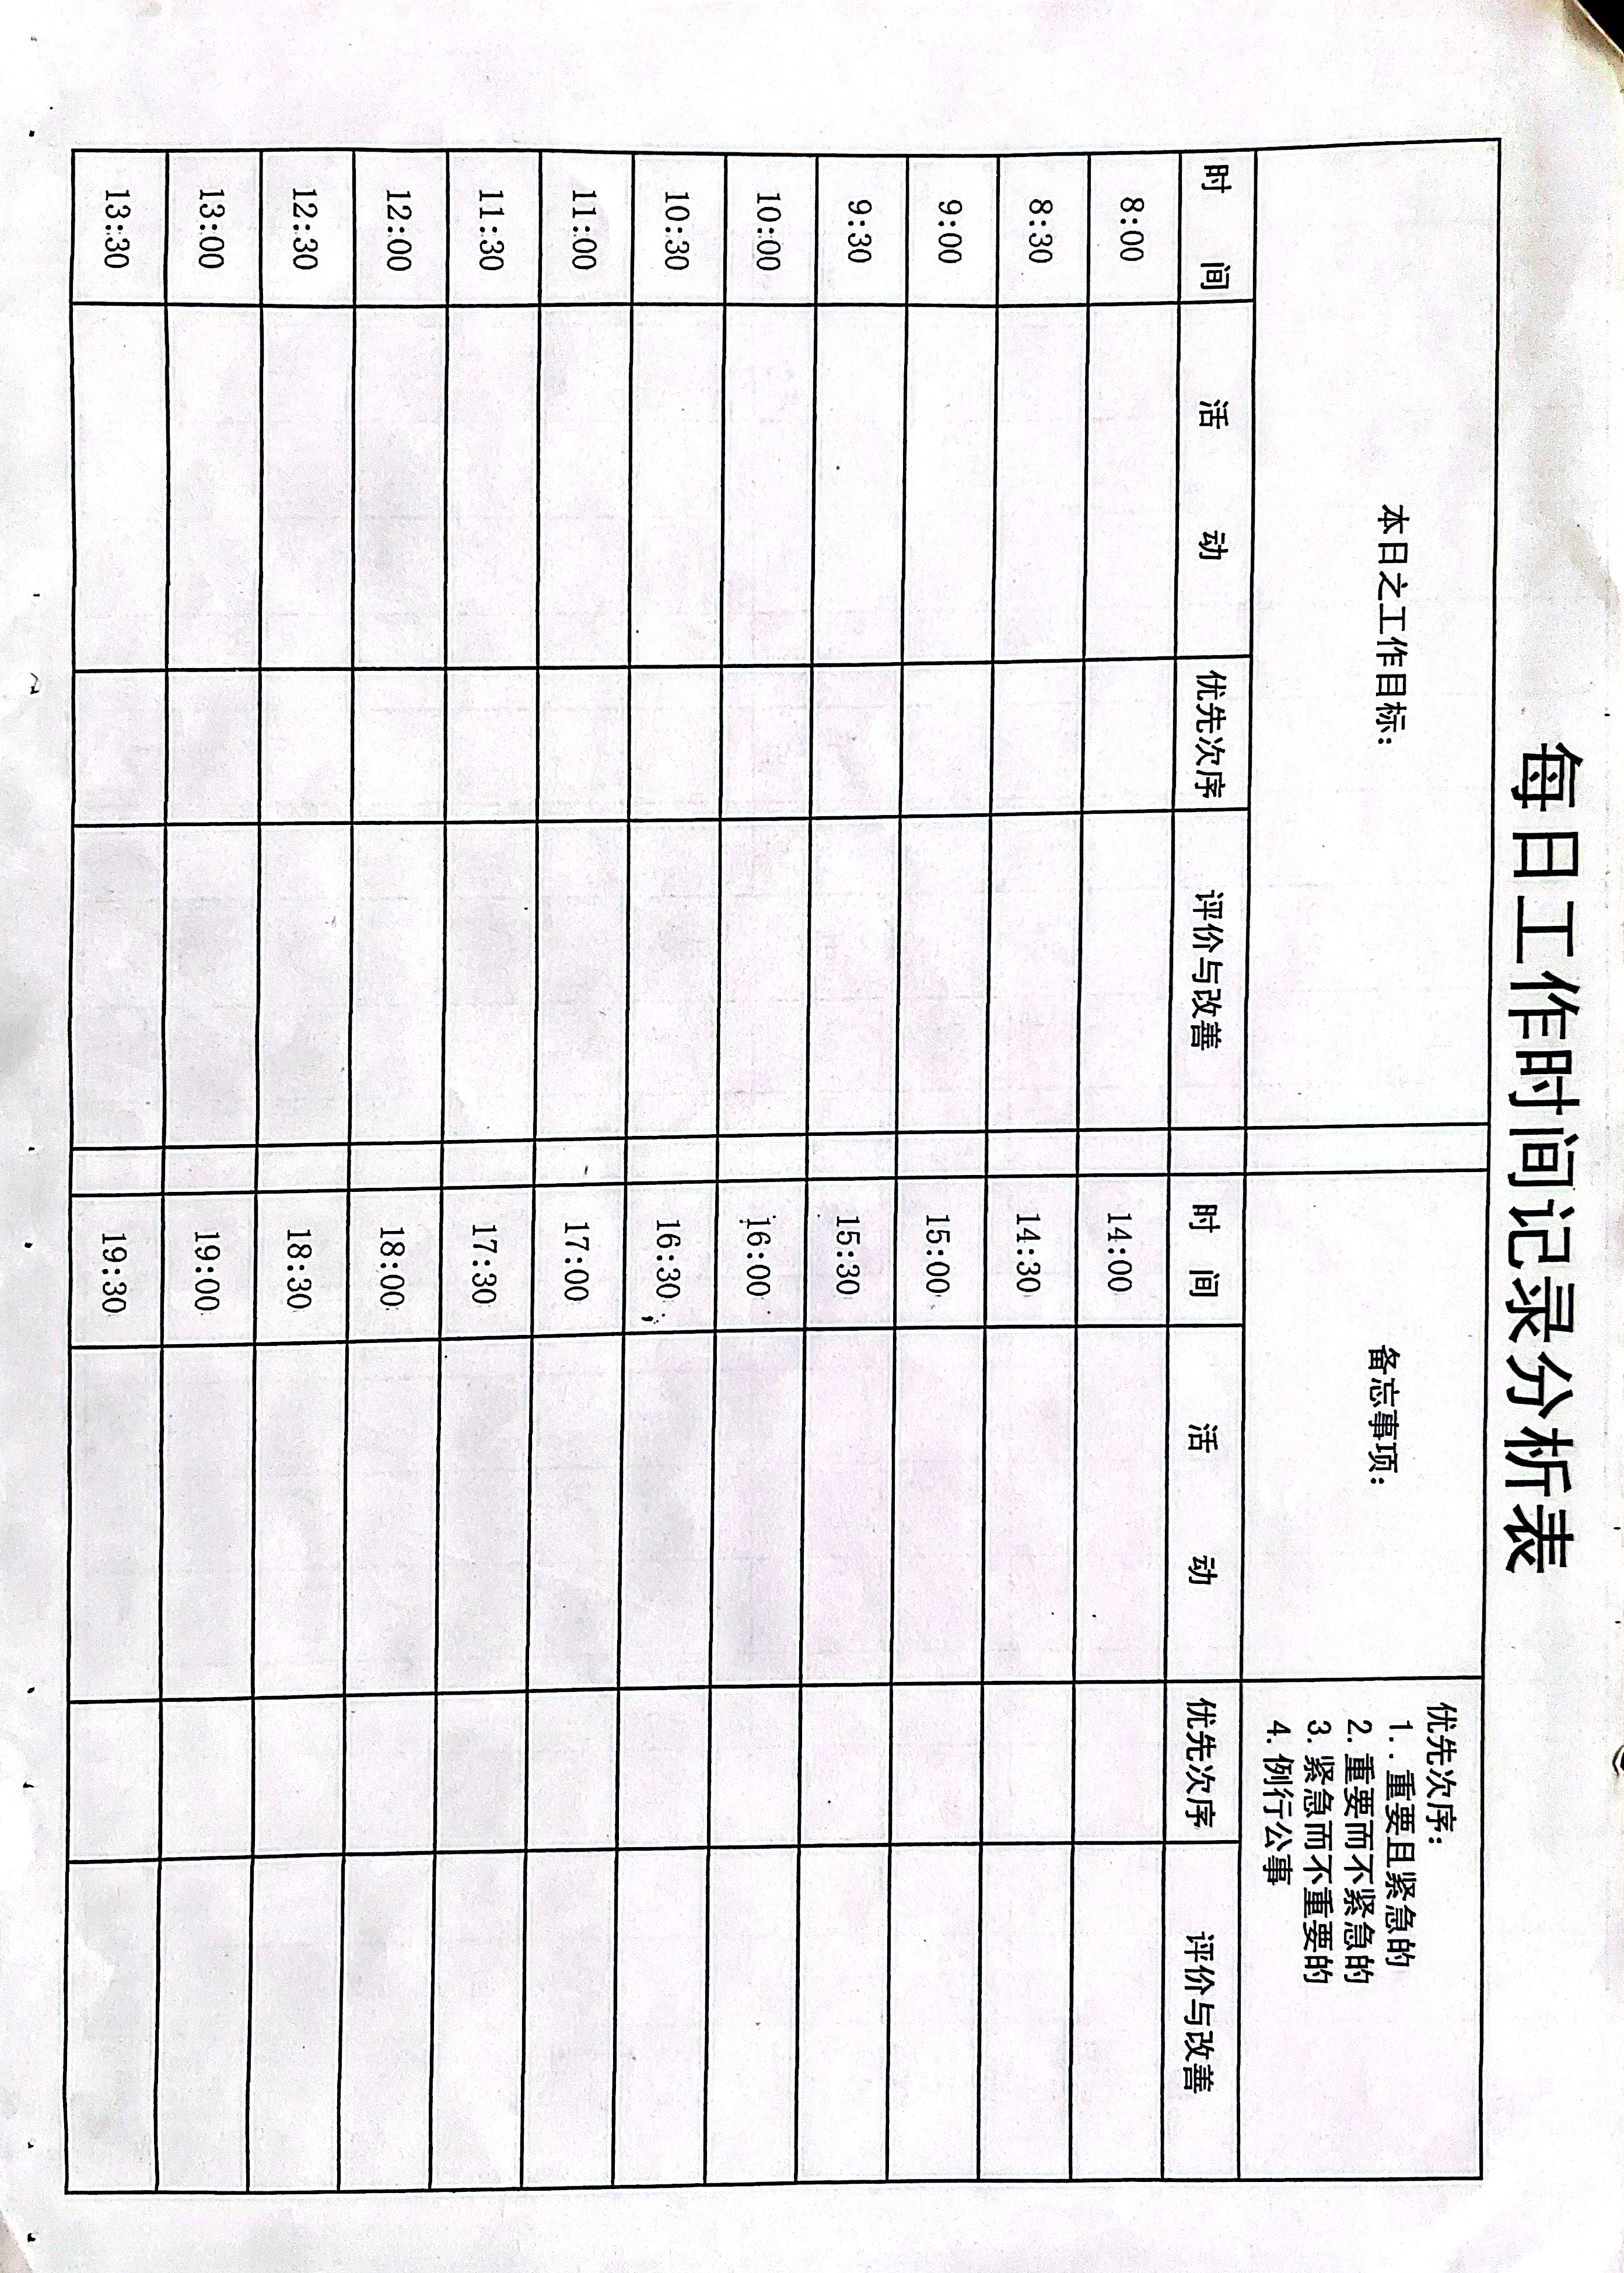 每日工作时间记录分析表
本日之工作目标：
备忘事项：
优先次序：
1..重要且紧急的
2.重要而不紧急的
3.紧急而不重要的
4.例行公事
时 间 活 动 优先次序 评价与改善 时 间 活 动 优先次序 评价与改善
8:00 14:00
8:30 14:30
9:00 15:00
9:30 15:30
10:00 16:00
10:30 16:30
11:00 17:00
11:30 17:30
12:00 18:00
12:30 18:30
13:00 19:00
13:30 19:30